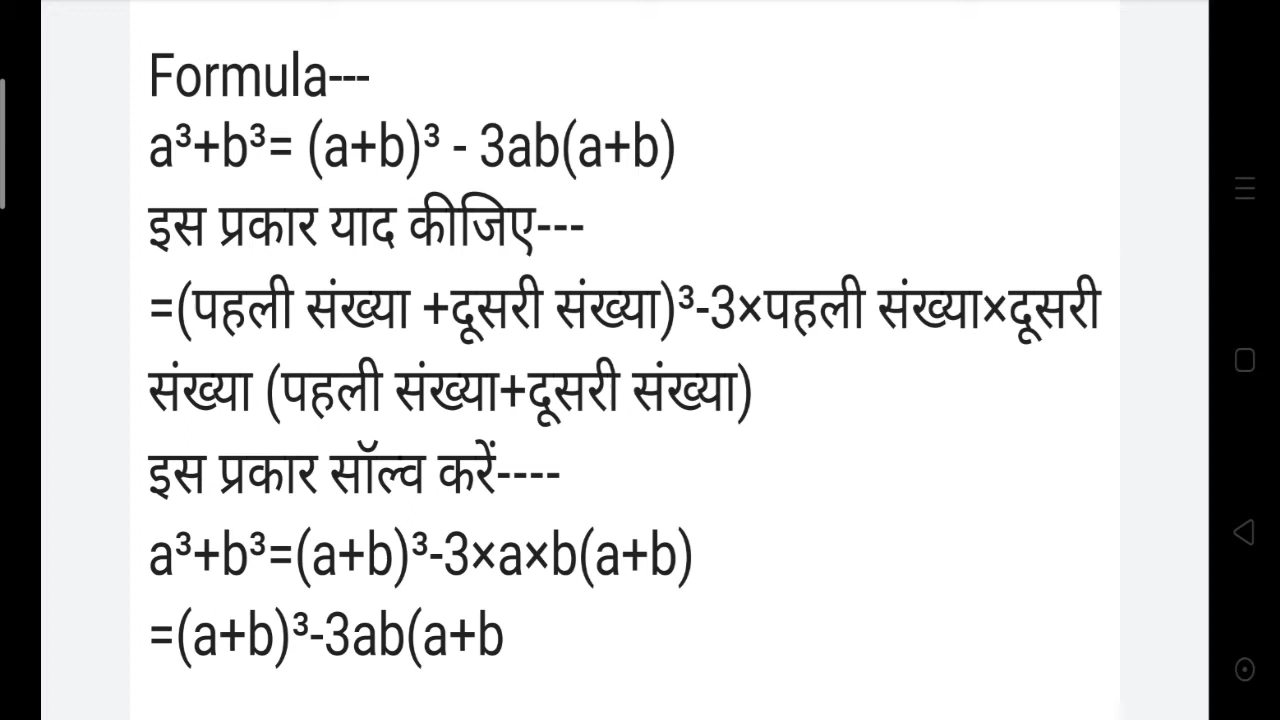 Formula---
a³+b³= (a+b)³ - 3ab(a+b)
इस प्रकार याद कीजिए---
=(पहली संख्या +दूसरी संख्या)³-3×पहली संख्या×दूसरी
संख्या (पहली संख्या+दूसरी संख्या)
इस प्रकार सॉल्व करें----
a³+b³=(a+b)³-3×a×b(a+b)
=(a+b)³-3ab(a+b